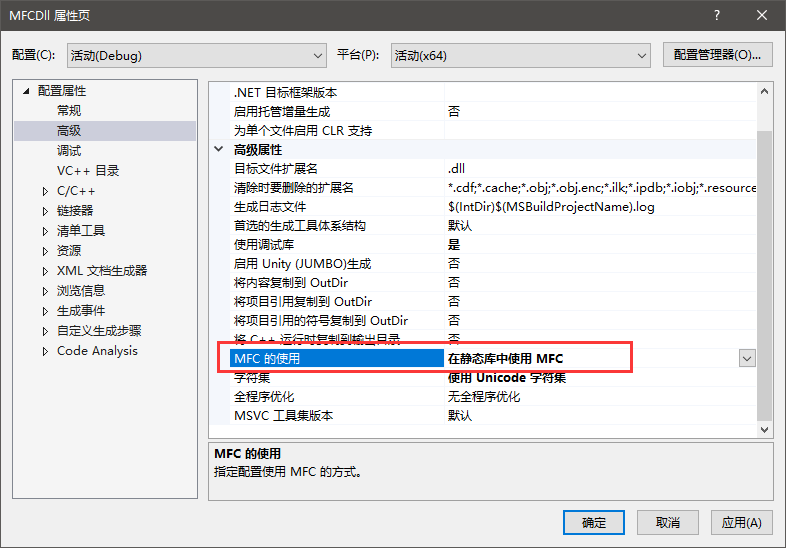 MFCDll 属性页
配置(C): 活动(Debug) 平台(P): 活动(x64) 配置管理器(O)...
配置属性
常规
高级
调试
VC++ 目录
C/C++
链接器
清单工具
资源
XML 文档生成器
浏览信息
生成事件
自定义生成步骤
Code Analysis
.NET 目标框架版本
启用托管增量生成 否
为单个文件启用 CLR 支持
高级属性
目标文件扩展名 .dll
清除时要删除的扩展名 *.cdf;*.cache;*.obj;*.obj.enc;*.ilk;*.ipdb;*.iobj;*.resource
生成日志文件 $(IntDir)$(MSBuildProjectName).log
首选的生成工具体系结构 默认
使用调试库 是
启用 Unity (JUMBO)生成 否
将内容复制到 OutDir 否
将项目引用复制到 OutDir 否
将项目引用的符号复制到 OutDir 否
将 C++ 运行时复制到输出目录 否
MFC 的使用 在静态库中使用 MFC
字符集 使用 Unicode 字符集
全程序优化 无全程序优化
MSVC 工具集版本 默认
MFC 的使用
指定配置使用 MFC 的方式。
确定 取消 应用(A)